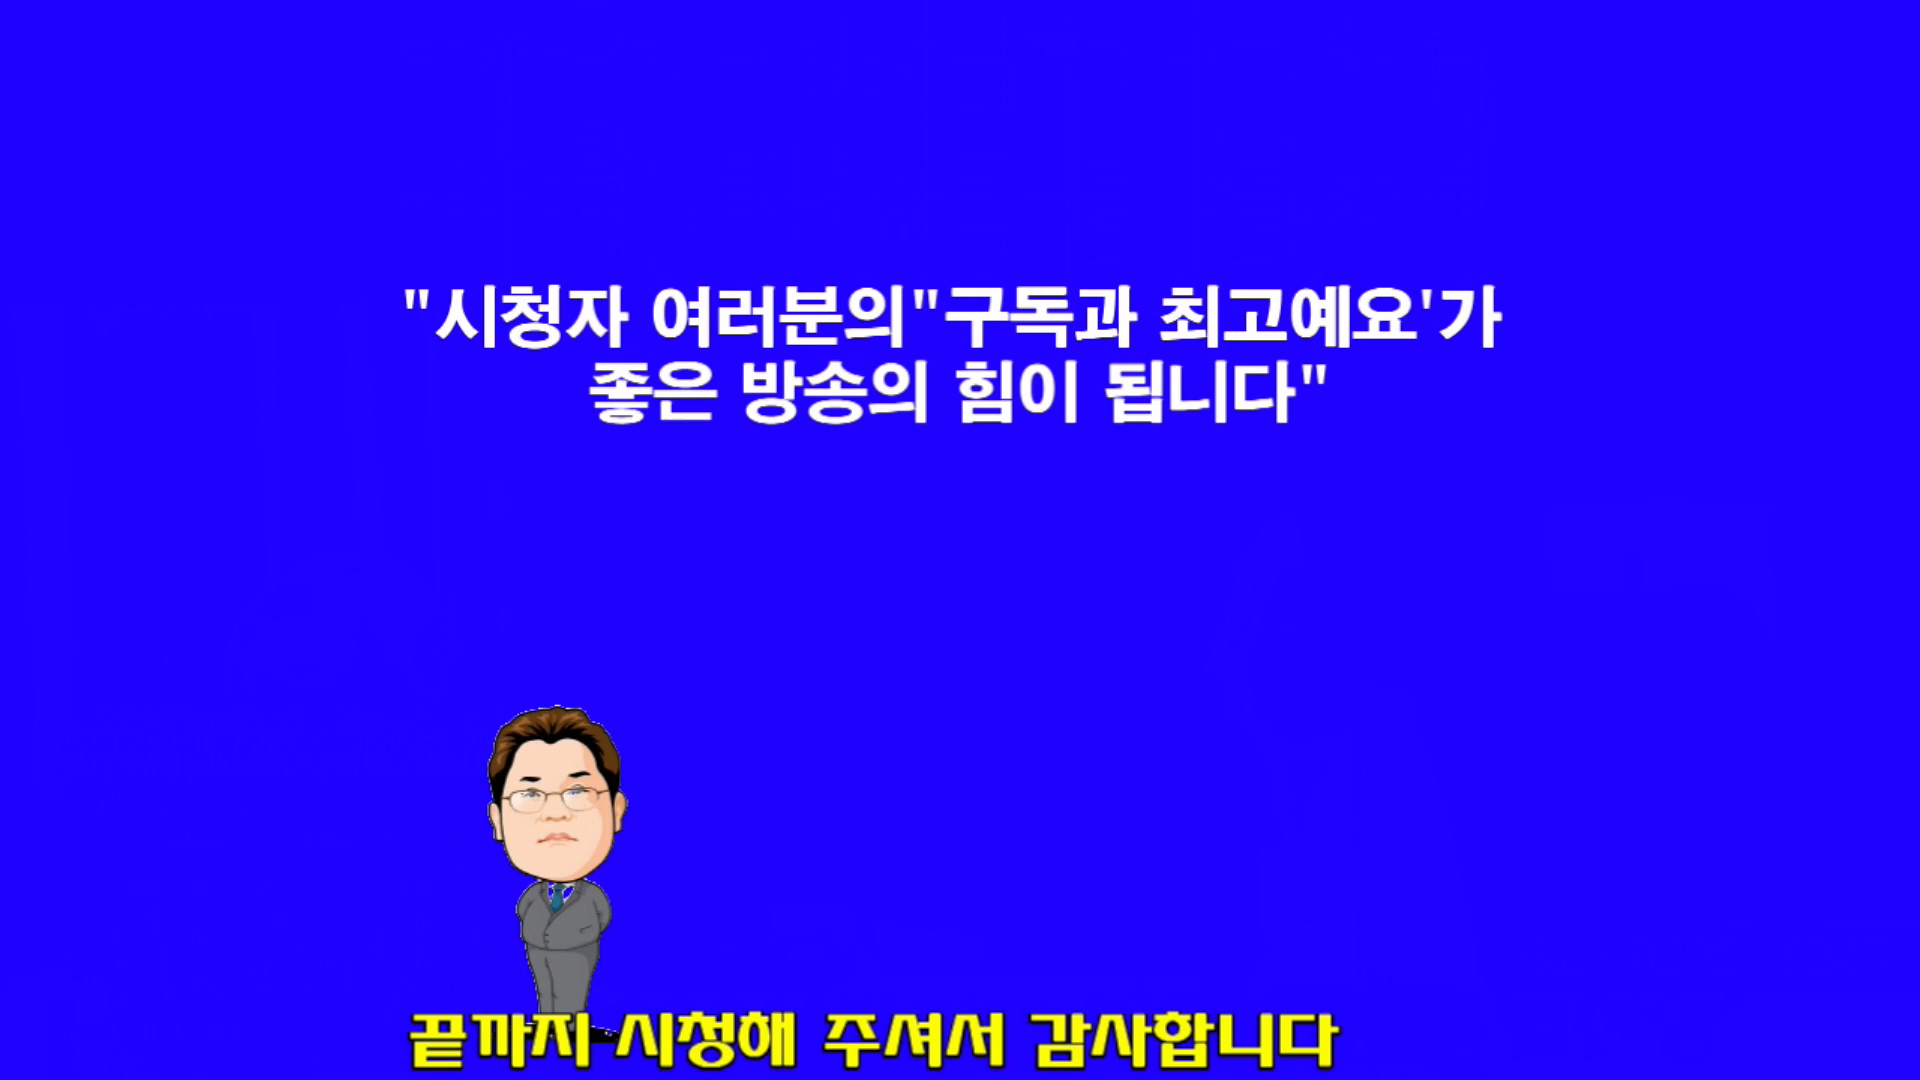 "시청자 여러분의"구독과 최고예요'가
좋은 방송의 힘이 됩니다"
끝까지 시청해 주셔서 감사합니다